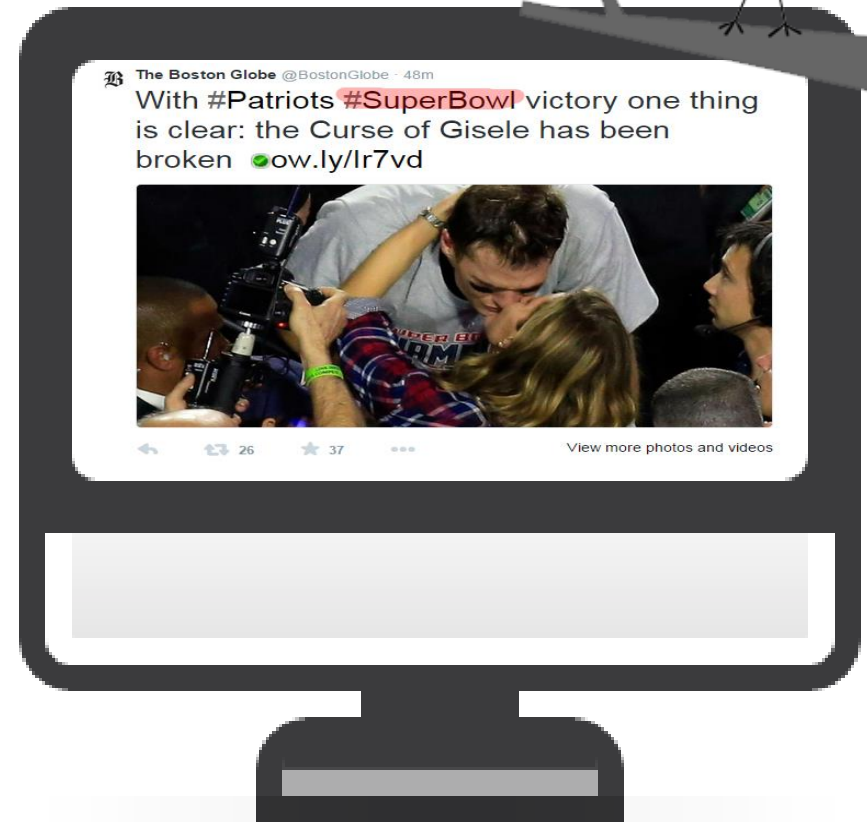 The Boston Globe @BostonGlobe · 48m
With #Patriots #SuperBowl victory one thing
is clear: the Curse of Gisele has been
broken ow.ly/Ir7vd
26 37 View more photos and videos